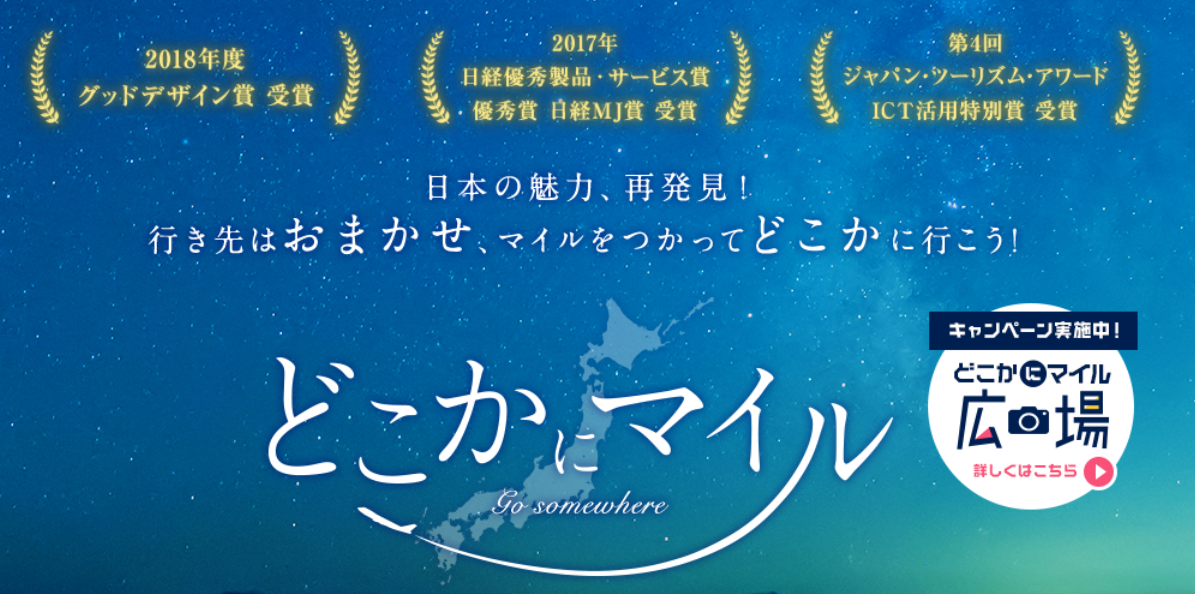 2018年度
グッドデザイン賞 受賞
2017年
日経優秀製品・サービス賞
優秀賞 日経MJ賞 受賞
第4回
ジャパン・ツーリズム・アワード
ICT活用特別賞 受賞
日本の魅力、再発見!
行き先はおまかせ、マイルをつかってどこかに行こう!
どこかにマイル
Go somewhere
キャンペーン実施中!
どこかにマイル
広場
詳しくはこちら